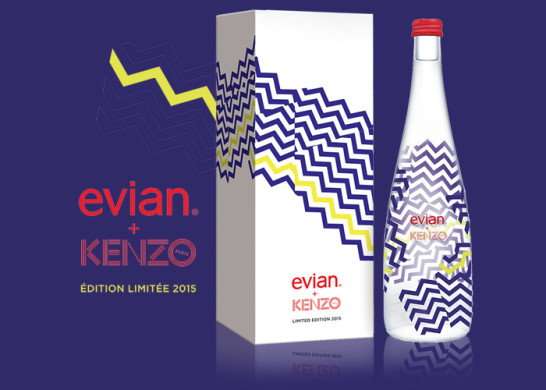 evian®
+
KENZO
PARIS
ÉDITION LIMITÉE 2015
evian®
+
KENZO
LIMITED EDITION 2015
evian®
+
KENZO